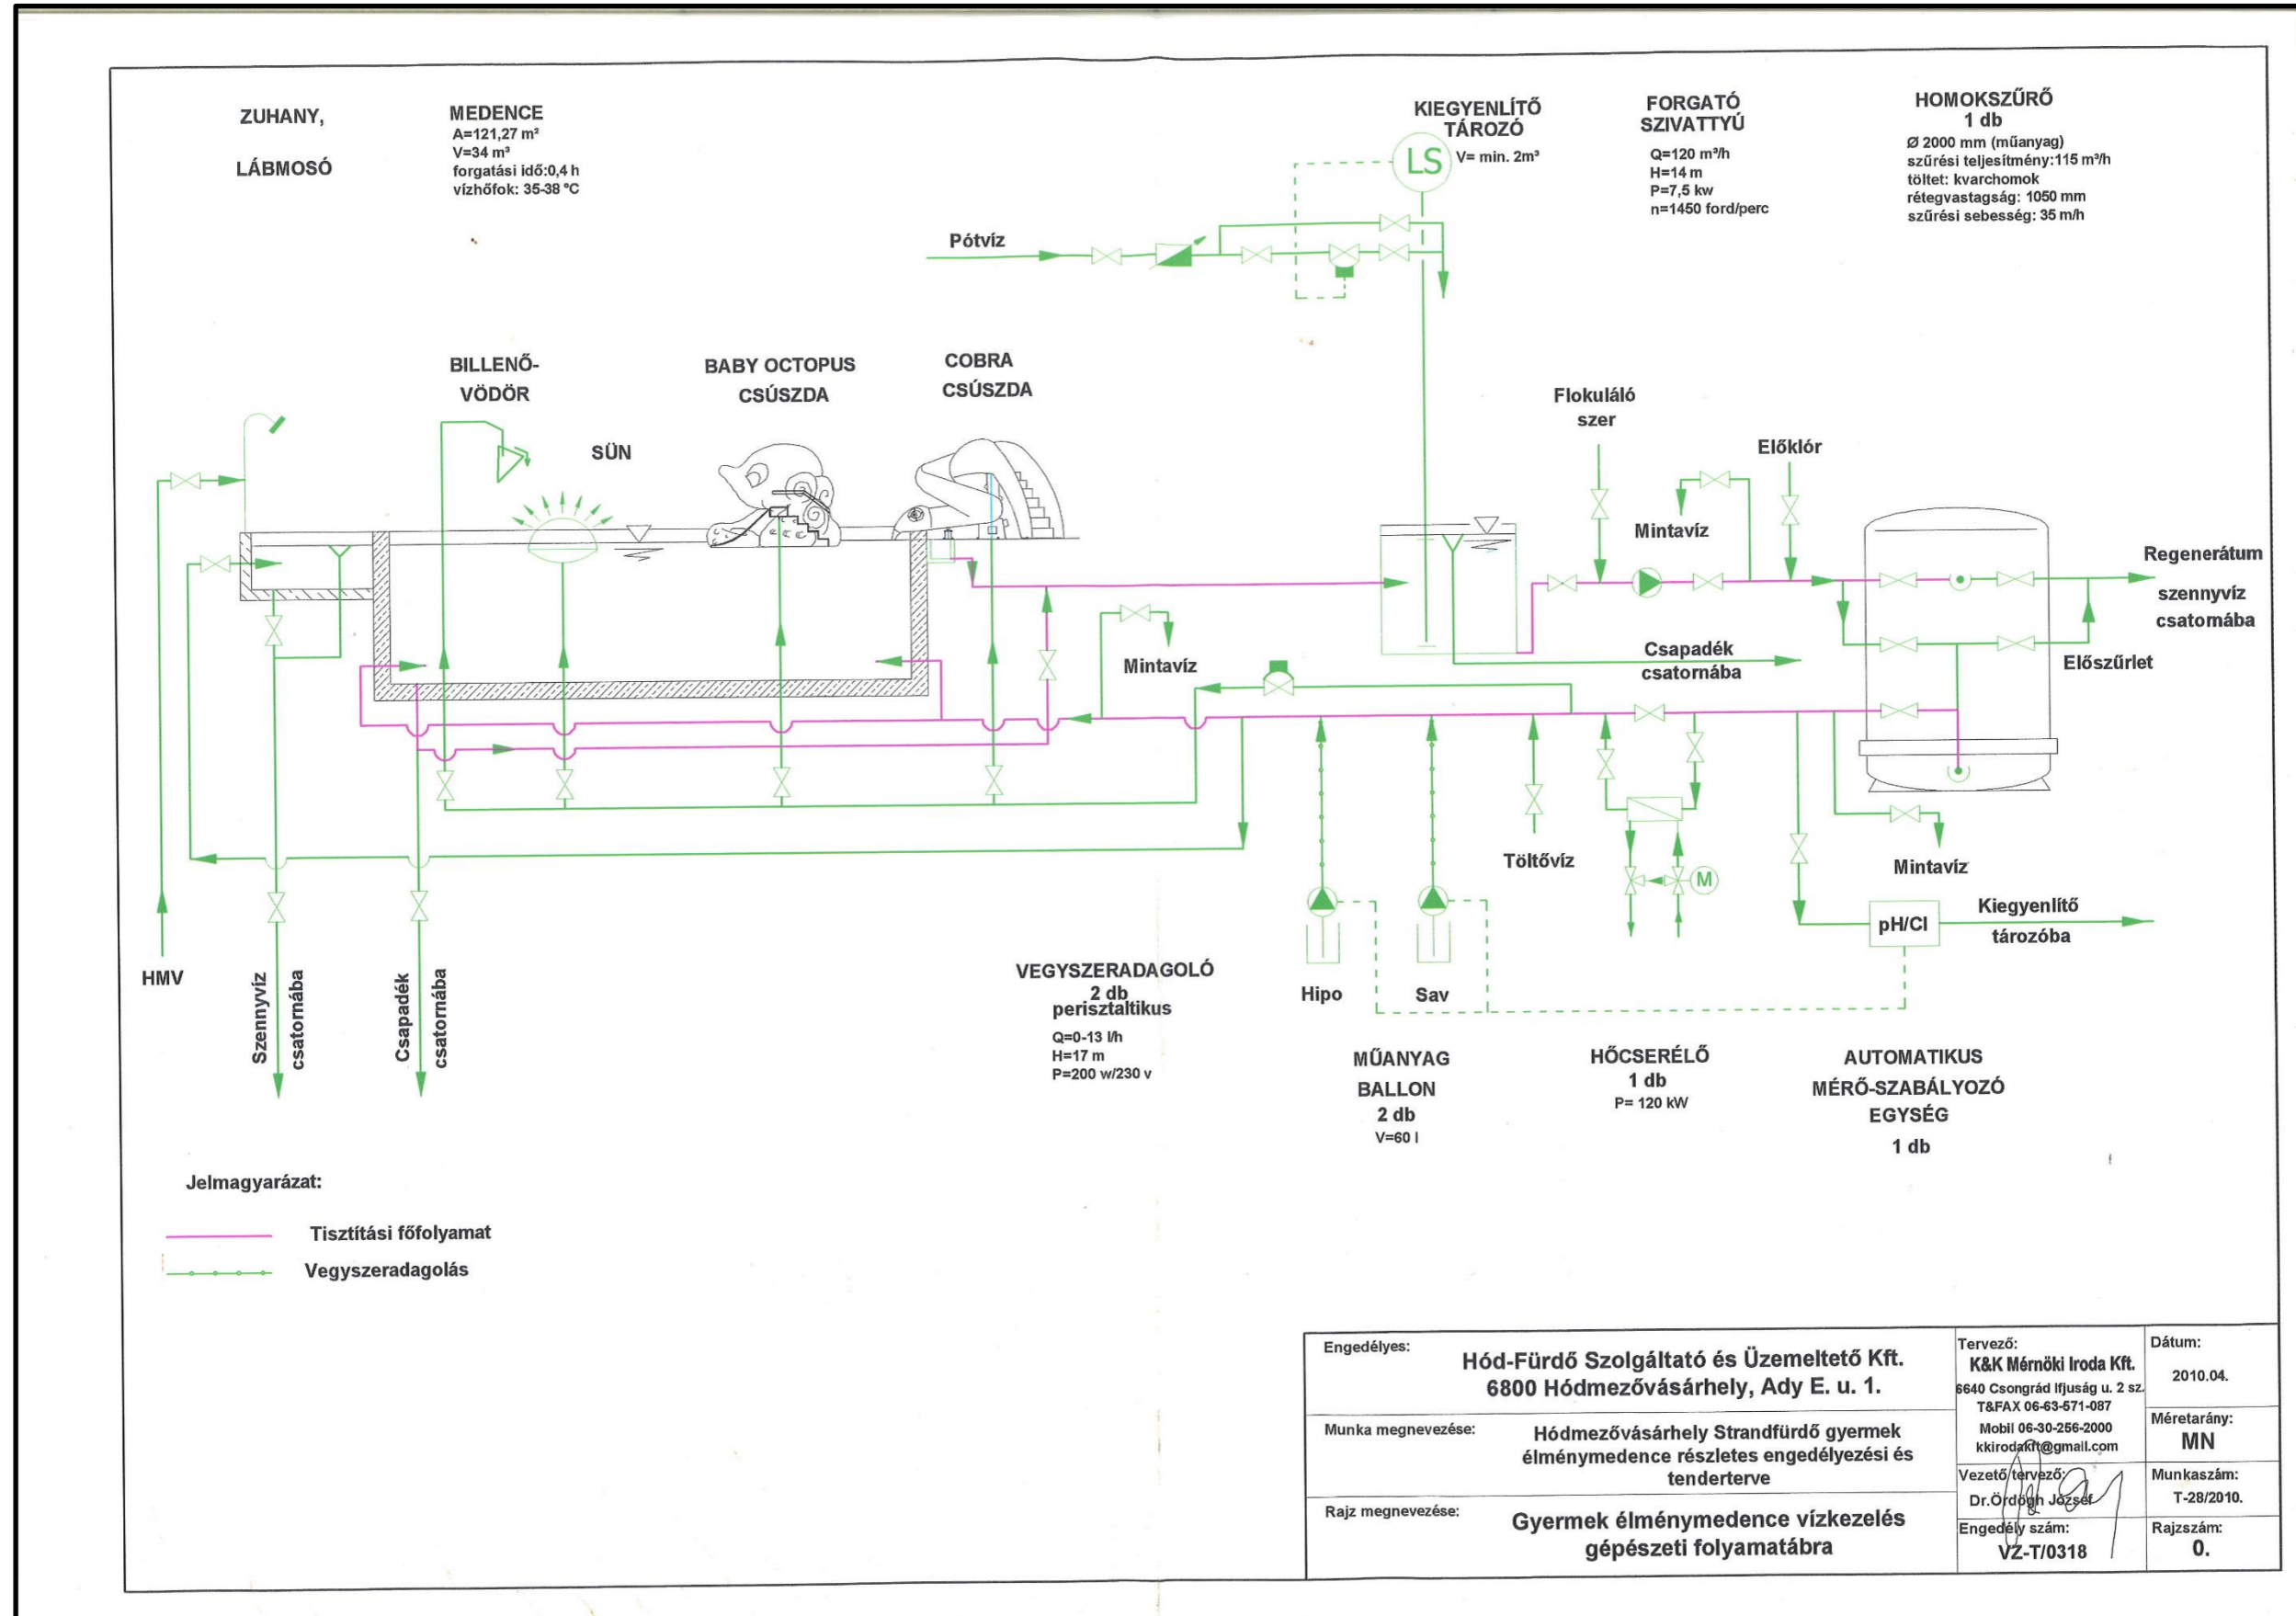 ZUHANY,
LÁBMOSÓ
MEDENCE
A=121,27 m²
V=34 m³
forgatási idő:0,4 h
vízhőfok: 35-38 °C
KIEGYENLÍTŐ
TÁROZÓ
V= min. 2m³
LS
FORGATÓ
SZIVATTYÚ
Q=120 m³/h
H=14 m
P=7,5 kw
n=1450 ford/perc
HOMOKSZŰRŐ
1 db
Ø 2000 mm (műanyag)
szűrési teljesítmény:115 m³/h
töltet: kvarchomok
rétegvastagság: 1050 mm
szűrési sebesség: 35 m/h
Pótvíz
BILLENŐ-
VÖDÖR
SÜN
BABY OCTOPUS
CSÚSZDA
COBRA
CSÚSZDA
Flokuláló
szer
Előklór
Mintavíz
Regenerátum
szennyvíz
csatornába
Előszűrlet
Csapadék
csatornába
Mintavíz
Töltővíz
M
Mintavíz
pH/Cl
Kiegyenlítő
tározóba
HMV
Szennyvíz
csatornába
Csapadék
csatornába
VEGYSZERADAGOLÓ
2 db
perisztaltikus
Q=0-13 l/h
H=17 m
P=200 w/230 v
Hipo
Sav
MŰANYAG
BALLON
2 db
V=60 l
HŐCSERÉLŐ
1 db
P= 120 kW
AUTOMATIKUS
MÉRŐ-SZABÁLYOZÓ
EGYSÉG
1 db
Jelmagyarázat:
Tisztítási főfolyamat
Vegyszeradagolás
Engedélyes:
Hód-Fürdő Szolgáltató és Üzemeltető Kft.
6800 Hódmezővásárhely, Ady E. u. 1.
Munka megnevezése:
Hódmezővásárhely Strandfürdő gyermek
élménymedence részletes engedélyezési és
tenderterve
Rajz megnevezése:
Gyermek élménymedence vízkezelés
gépészeti folyamatábra
Tervező:
K&K Mérnöki Iroda Kft.
6640 Csongrád Ifjuság u. 2 sz.
T&FAX 06-63-571-087
Mobil 06-30-256-2000
kkirodakft@gmail.com
Vezető tervező:
Dr.Ördögh József
Engedély szám:
VZ-T/0318
Dátum:
2010.04.
Méretarány:
MN
Munkaszám:
T-28/2010.
Rajzszám:
0.